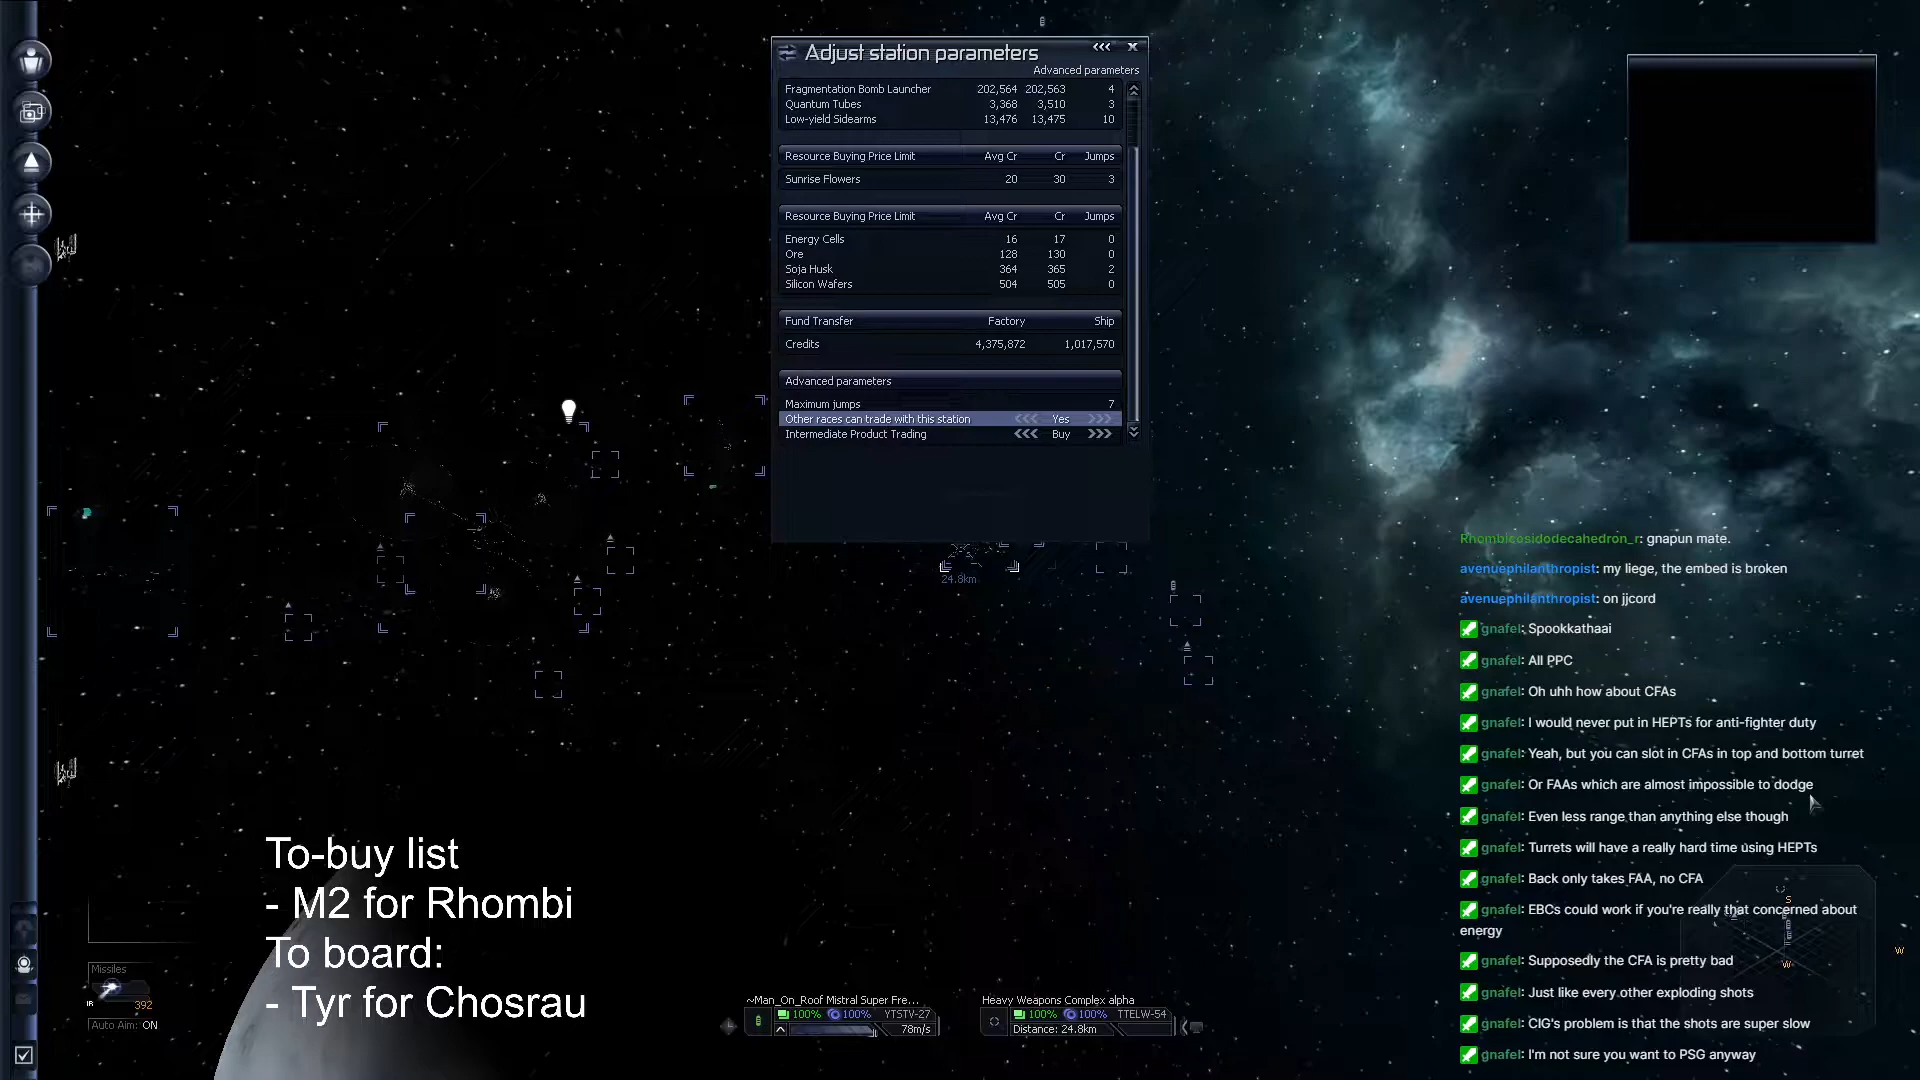 Adjust station parameters
Advanced parameters
Fragmentation Bomb Launcher 202,564 202,563 4
Quantum Tubes 3,368 3,510 3
Low-yield Sidearms 13,476 13,475 10
Resource Buying Price Limit Avg Cr Cr Jumps
Sunrise Flowers 20 30 3
Resource Buying Price Limit Avg Cr Cr Jumps
Energy Cells 16 17 0
Ore 128 130 0
Soja Husk 364 365 2
Silicon Wafers 504 505 0
Fund Transfer Factory Ship
Credits 4,375,872 1,017,570
Advanced parameters
Maximum jumps 7
Other races can trade with this station <<< Yes >>>
Intermediate Product Trading <<< Buy >>>
24.8km
Rhombicosidodecahedron_r: gnapun mate.
avenuephilanthropist: my liege, the embed is broken
avenuephilanthropist: on jjcord
gnafel: Spookkathaai
gnafel: All PPC
gnafel: Oh uhh how about CFAs
gnafel: I would never put in HEPTs for anti-fighter duty
gnafel: Yeah, but you can slot in CFAs in top and bottom turret
gnafel: Or FAAs which are almost impossible to dodge
gnafel: Even less range than anything else though
gnafel: Turrets will have a really hard time using HEPTs
gnafel: Back only takes FAA, no CFA
gnafel: EBCs could work if you're really that concerned about
energy
gnafel: Supposedly the CFA is pretty bad
gnafel: Just like every other exploding shots
gnafel: CIG's problem is that the shots are super slow
gnafel: I'm not sure you want to PSG anyway
S
W
W
To-buy list
- M2 for Rhombi
To board:
- Tyr for Chosrau
Missiles
IR 392
Auto Aim: ON
~Man_On_Roof Mistral Super Fre...
100% 100% YTSTV-27
78m/s
Heavy Weapons Complex alpha
100% 100% TTELW-54
Distance: 24.8km